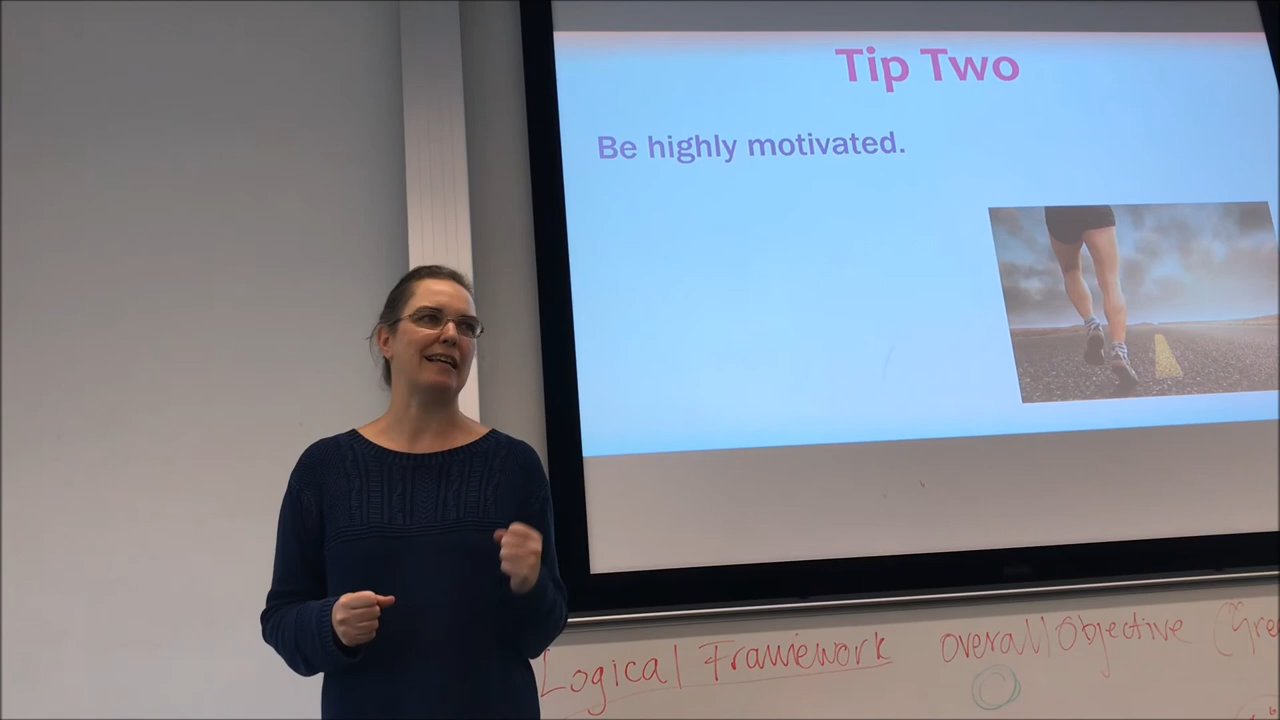 Tip Two
Be highly motivated.
Logical Framework overall Objective